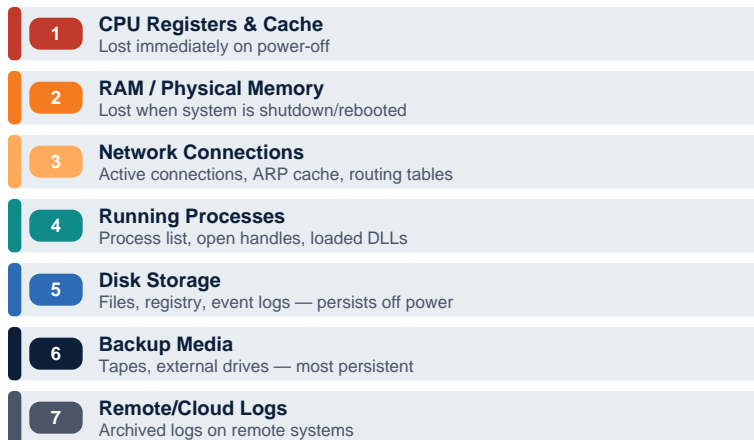 1
CPU Registers & Cache
Lost immediately on power-off
2
RAM / Physical Memory
Lost when system is shutdown/rebooted
3
Network Connections
Active connections, ARP cache, routing tables
4
Running Processes
Process list, open handles, loaded DLLs
5
Disk Storage
Files, registry, event logs — persists off power
6
Backup Media
Tapes, external drives — most persistent
7
Remote/Cloud Logs
Archived logs on remote systems